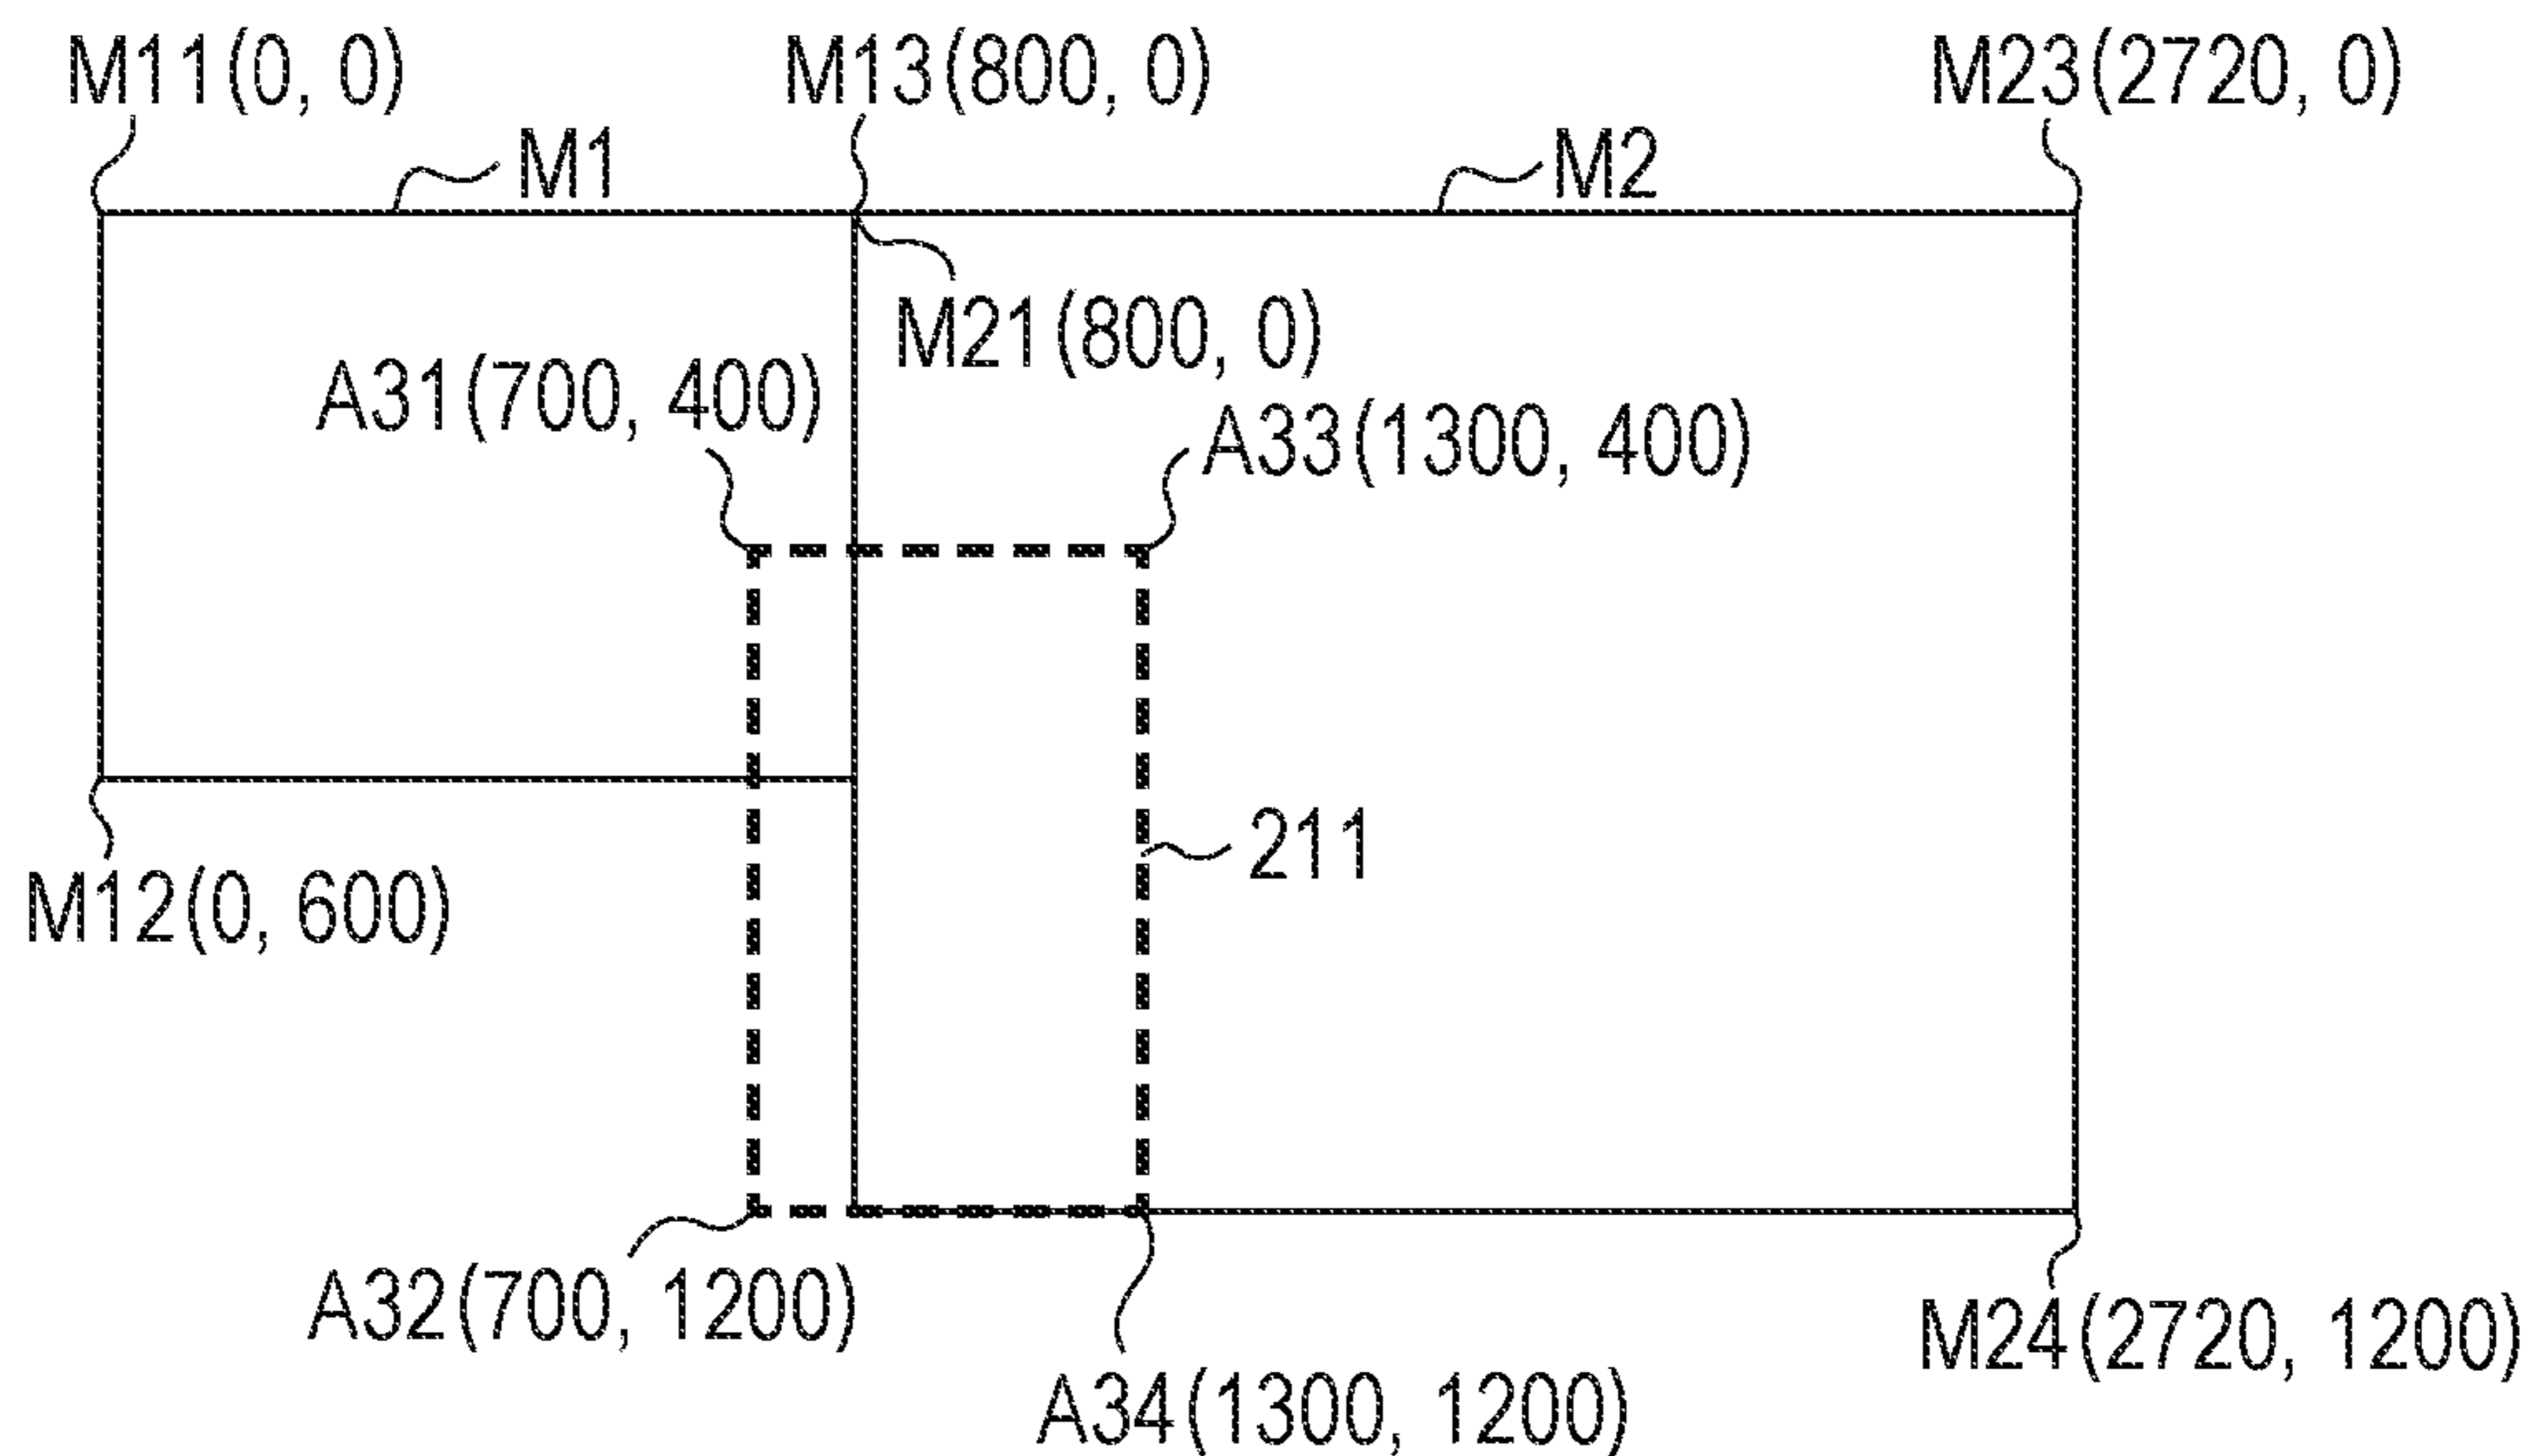 M11(0, 0)
M13(800, 0)
M23(2720, 0)
M1
M2
M21(800, 0)
A31(700, 400)
A33(1300, 400)
211
M12(0, 600)
A32(700, 1200)
M24(2720, 1200)
A34(1300, 1200)